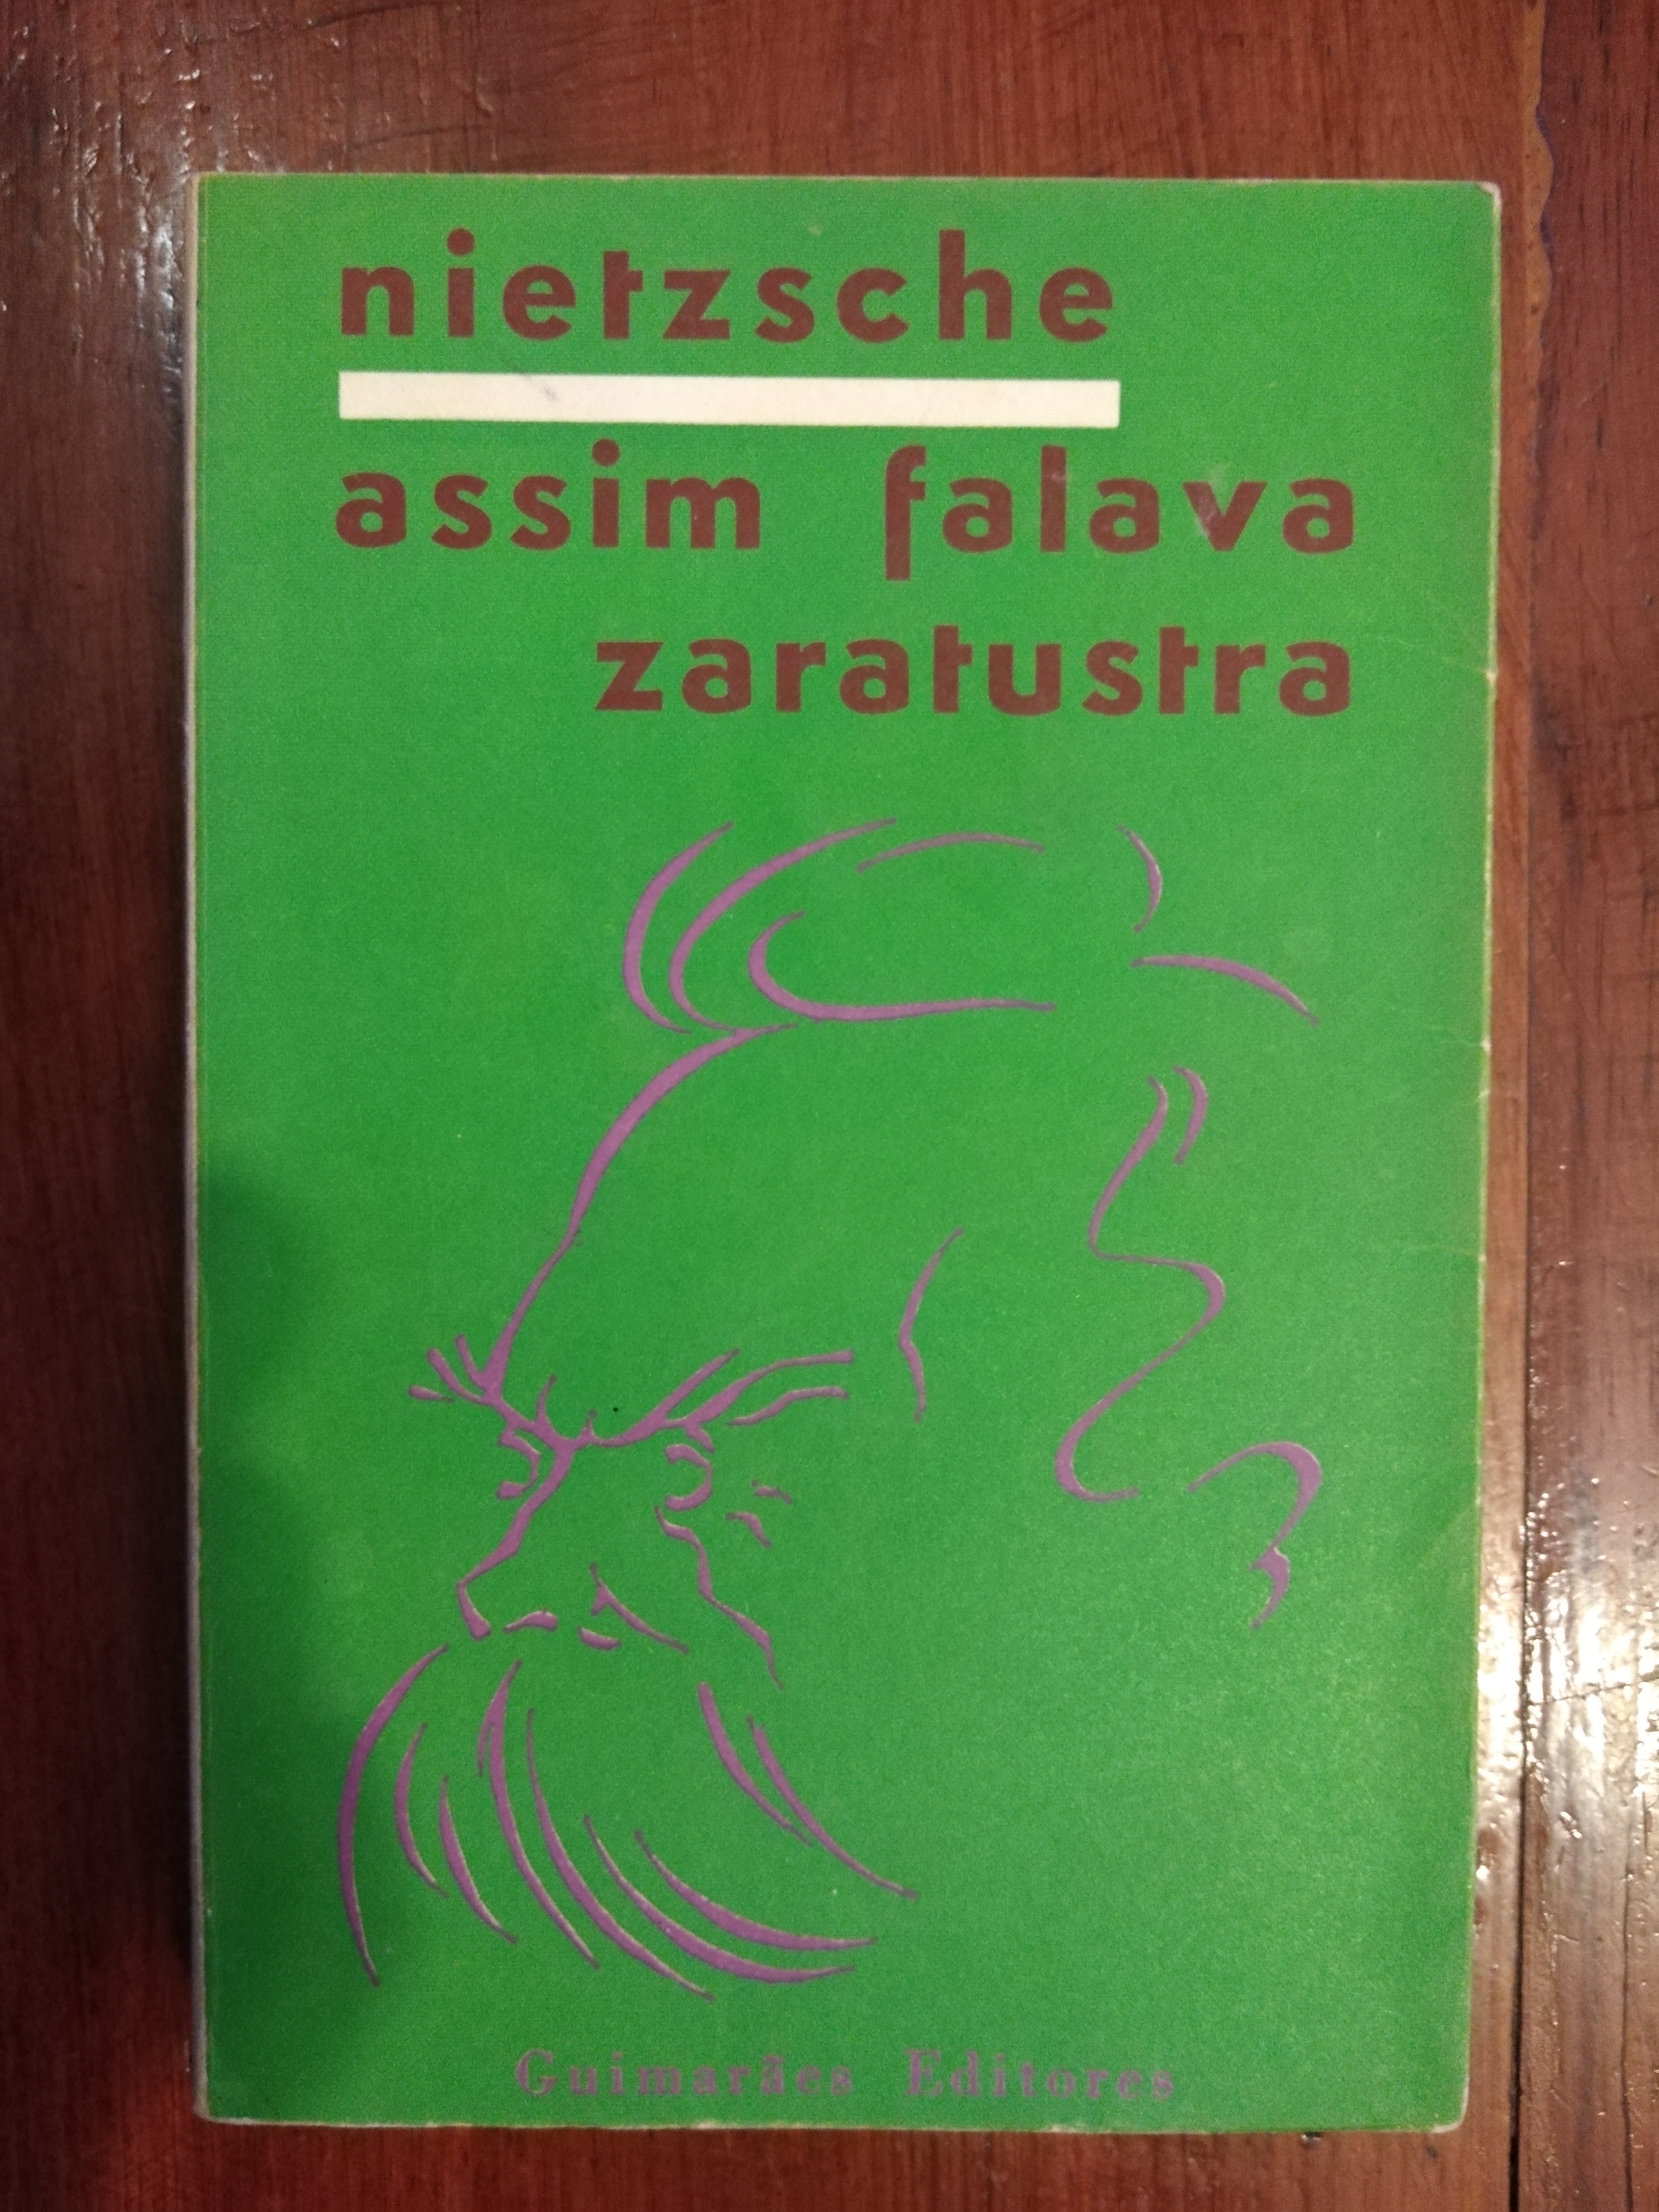 nietzsche
assim falava
zaratustra
Guimarães Editores